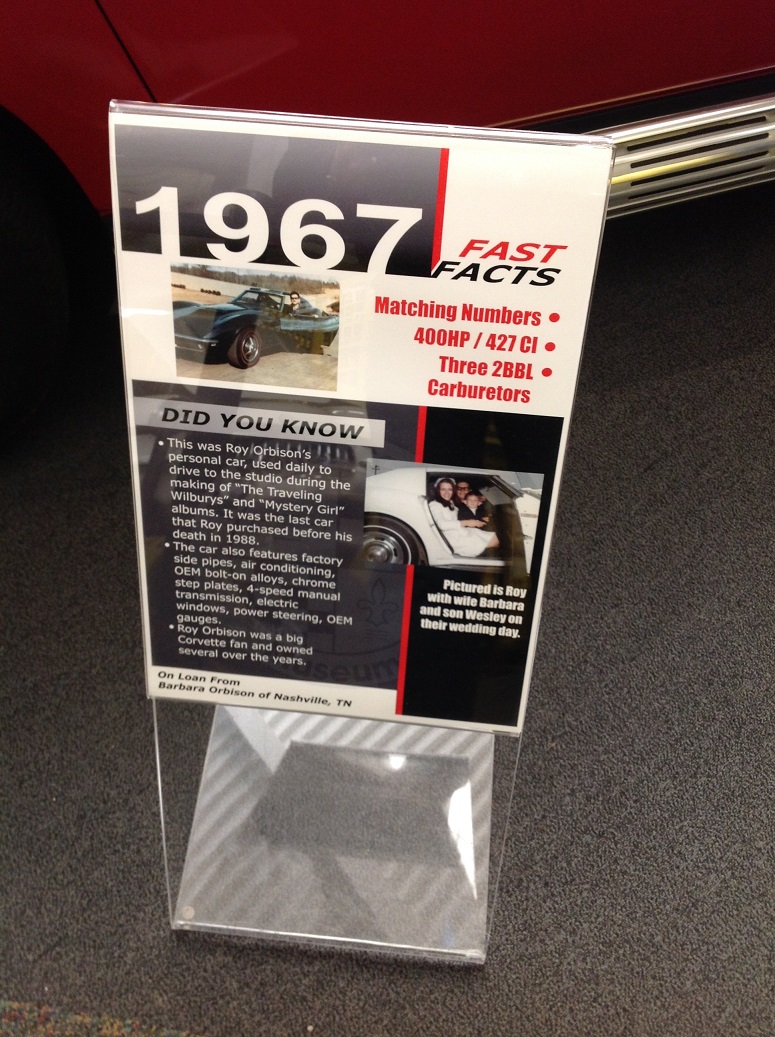 1967
FAST
FACTS
Matching Numbers •
400HP / 427 CI •
Three 2BBL •
Carburetors
DID YOU KNOW
• This was Roy Orbison's
personal car, used daily to
drive to the studio during the
making of "The Traveling
Wilburys" and "Mystery Girl"
albums. It was the last car
that Roy purchased before his
death in 1988.
• The car also features factory
side pipes, air conditioning,
OEM bolt-on alloys, chrome
step plates, 4-speed manual
transmission, electric
windows, power steering, OEM
gauges.
• Roy Orbison was a big
Corvette fan and owned
several over the years.
Pictured is Roy
with wife Barbara
and son Wesley on
their wedding day.
On Loan From
Barbara Orbison of Nashville, TN